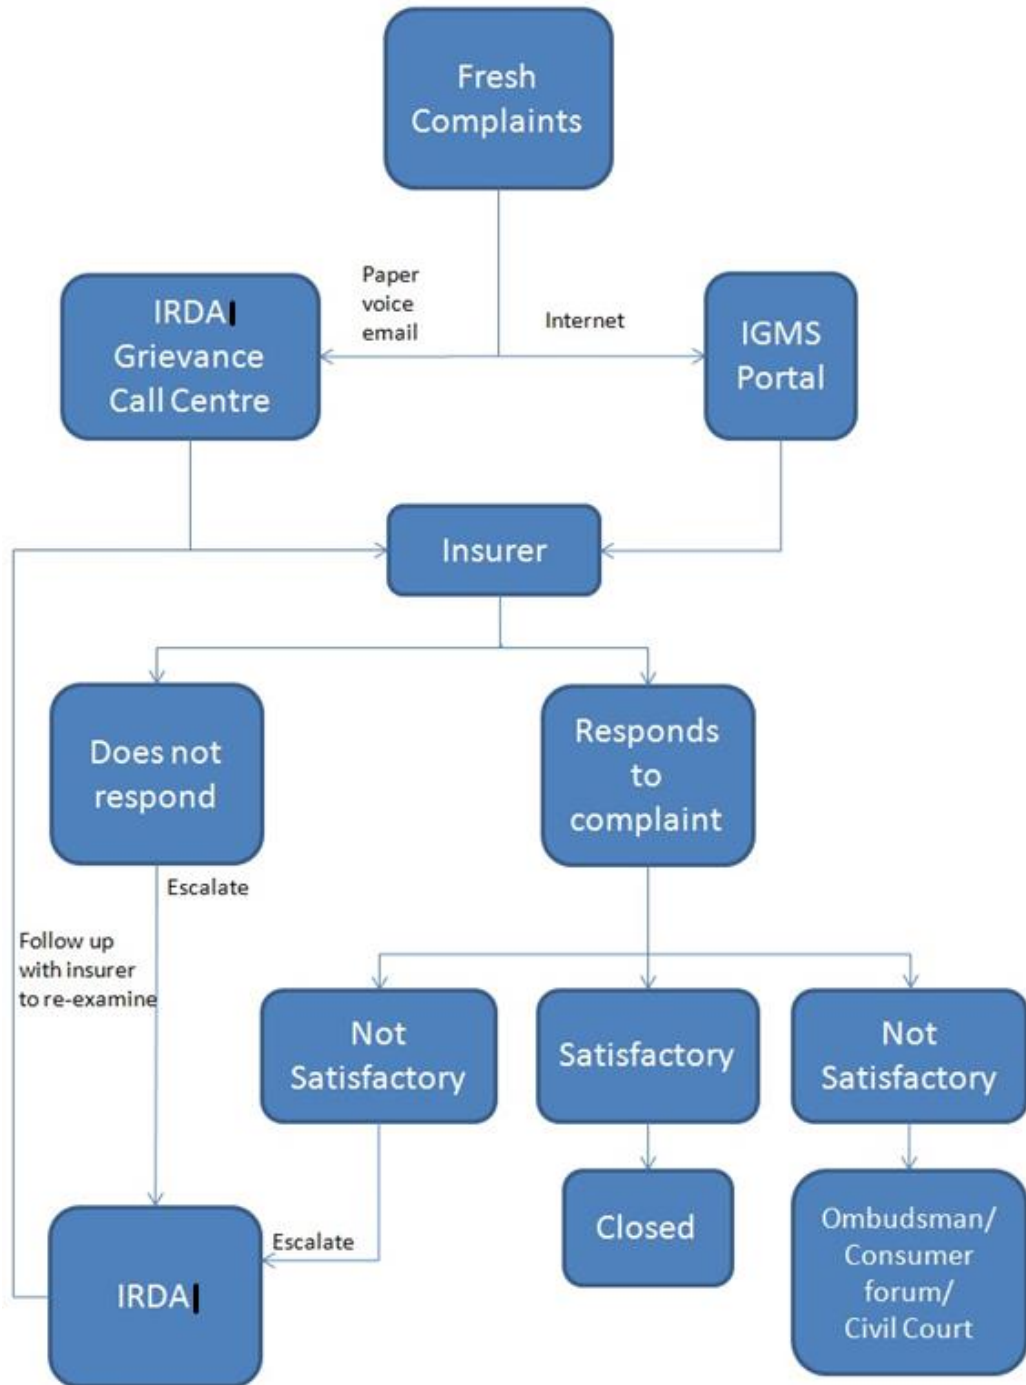 Fresh
Complaints
Paper
voice
email
Internet
IRDAI
Grievance
Call Centre
IGMS
Portal
Insurer
Does not
respond
Responds
to
complaint
Escalate
Follow up
with insurer
to re-examine
Not
Satisfactory
Satisfactory
Not
Satisfactory
Escalate
IRDAI
Closed
Ombudsman/
Consumer
forum/
Civil Court